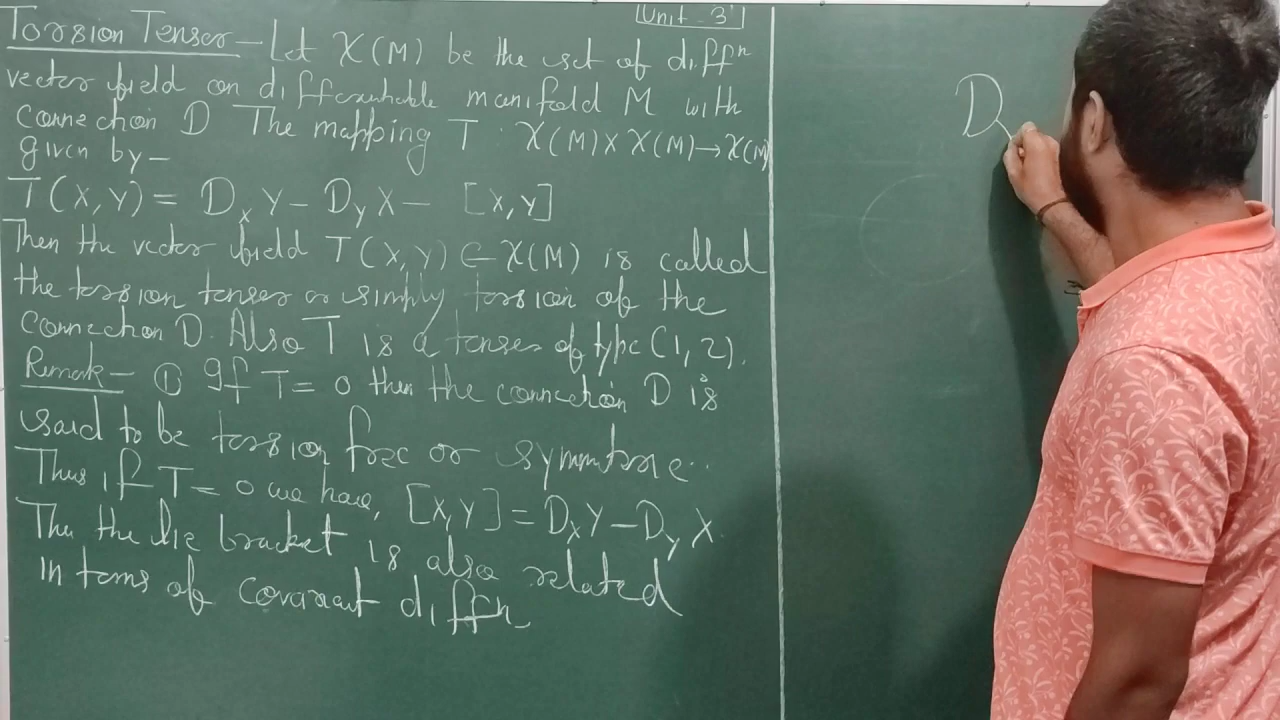 Unit - 3
Torsion Tensor - Let X(M) be the set of diffⁿ
vector field on differentiable manifold M with
connection D The mapping T : X(M) X X(M) → X(M)
given by -
T(X, Y) = D_X Y - D_Y X - [X, Y]
Then the vector field T(X, Y) ∈ X(M) is called
the torsion tensor or simply torsion of the
connection D. Also T is a tensor of type (1, 2).
Remark - ① If T = 0 then the connection D is
said to be torsion free or symmtric.
Thus if T = 0 we have, [X, Y] = D_X Y - D_Y X.
The the lie bracket is also related
in tems of covariant diffn
D